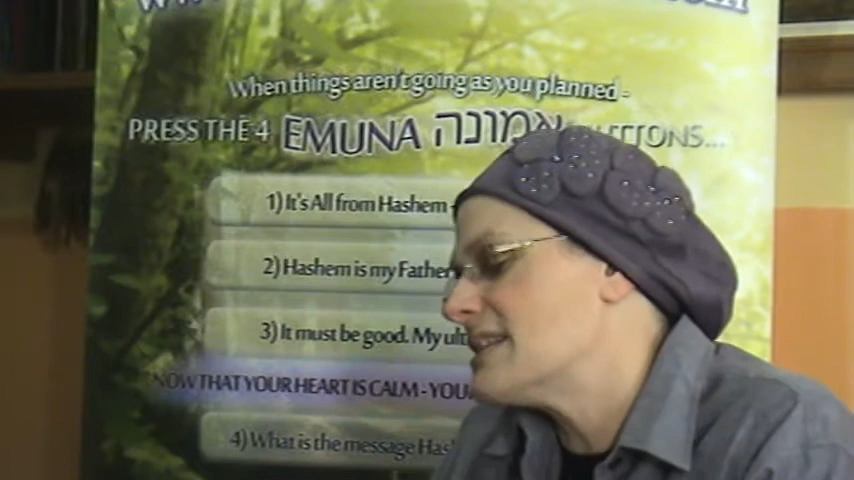 When things aren't going as you planned -
PRESS THE 4 EMUNA אמונה BUTTONS...
1) It's All from Hashem -
2) Hashem is my Father
3) It must be good. My ult
NOW THAT YOUR HEART IS CALM - YOU
4) What is the message Has